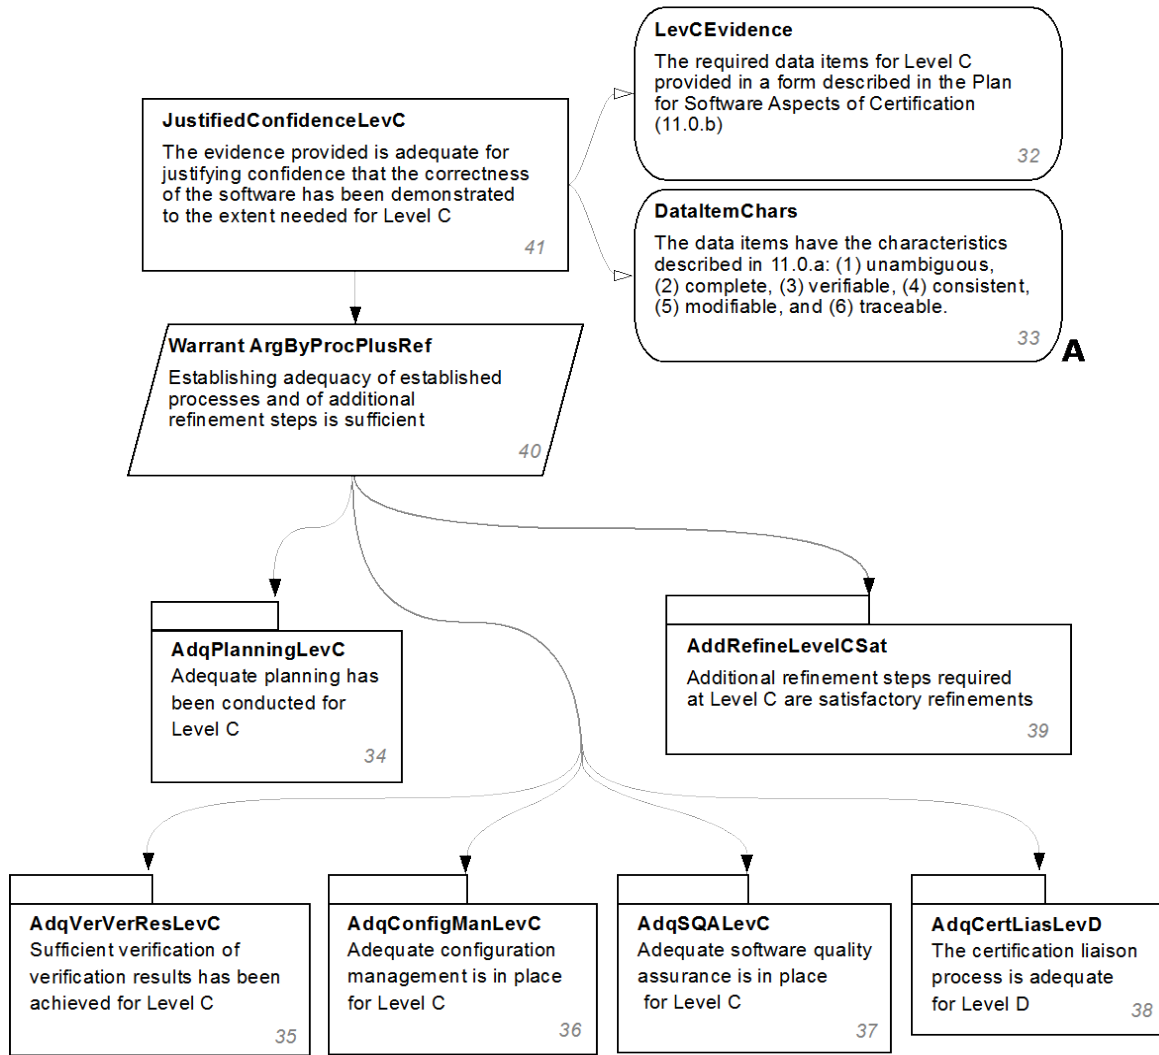 LevCEvidence
The required data items for Level C
provided in a form described in the Plan
for Software Aspects of Certification
(11.0.b)
32
JustifiedConfidenceLevC
The evidence provided is adequate for
justifying confidence that the correctness
of the software has been demonstrated
to the extent needed for Level C
41
DataItemChars
The data items have the characteristics
described in 11.0.a: (1) unambiguous,
(2) complete, (3) verifiable, (4) consistent,
(5) modifiable, and (6) traceable.
33
A
Warrant ArgByProcPlusRef
Establishing adequacy of established
processes and of additional
refinement steps is sufficient
40
AdqPlanningLevC
Adequate planning has
been conducted for
Level C
34
AddRefineLevelCSat
Additional refinement steps required
at Level C are satisfactory refinements
39
AdqVerVerResLevC
Sufficient verification of
verification results has been
achieved for Level C
35
AdqConfigManLevC
Adequate configuration
management is in place
for Level C
36
AdqSQALevC
Adequate software quality
assurance is in place
for Level C
37
AdqCertLiasLevD
The certification liaison
process is adequate
for Level D
38